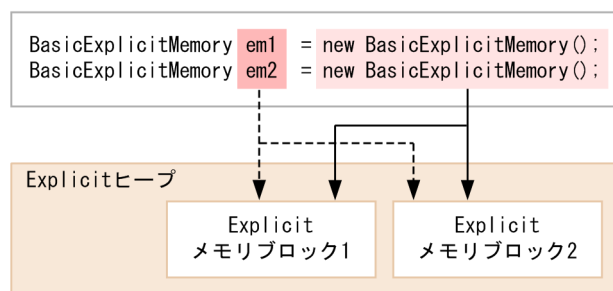 BasicExplicitMemory em1 = new BasicExplicitMemory();
BasicExplicitMemory em2 = new BasicExplicitMemory();
Explicitヒープ
Explicit
メモリブロック1
Explicit
メモリブロック2